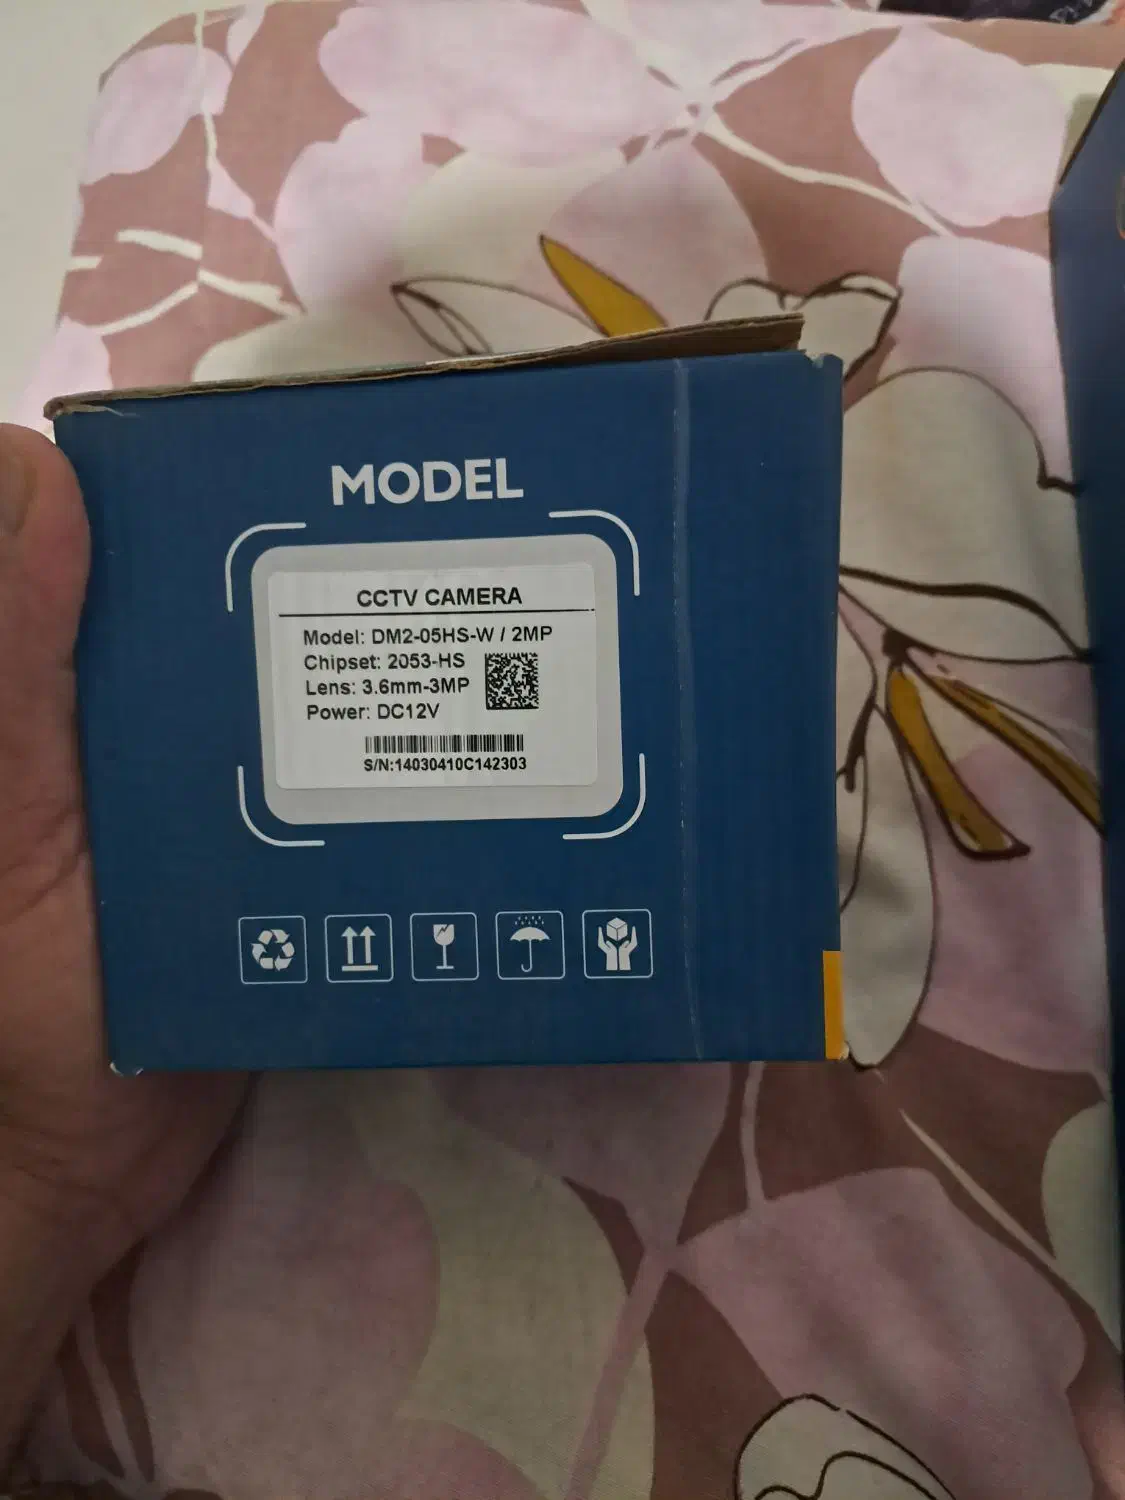 MODEL
CCTV CAMERA
Model: DM2-05HS-W / 2MP
Chipset: 2053-HS
Lens: 3.6mm-3MP
Power: DC12V
S/N:14030410C142303